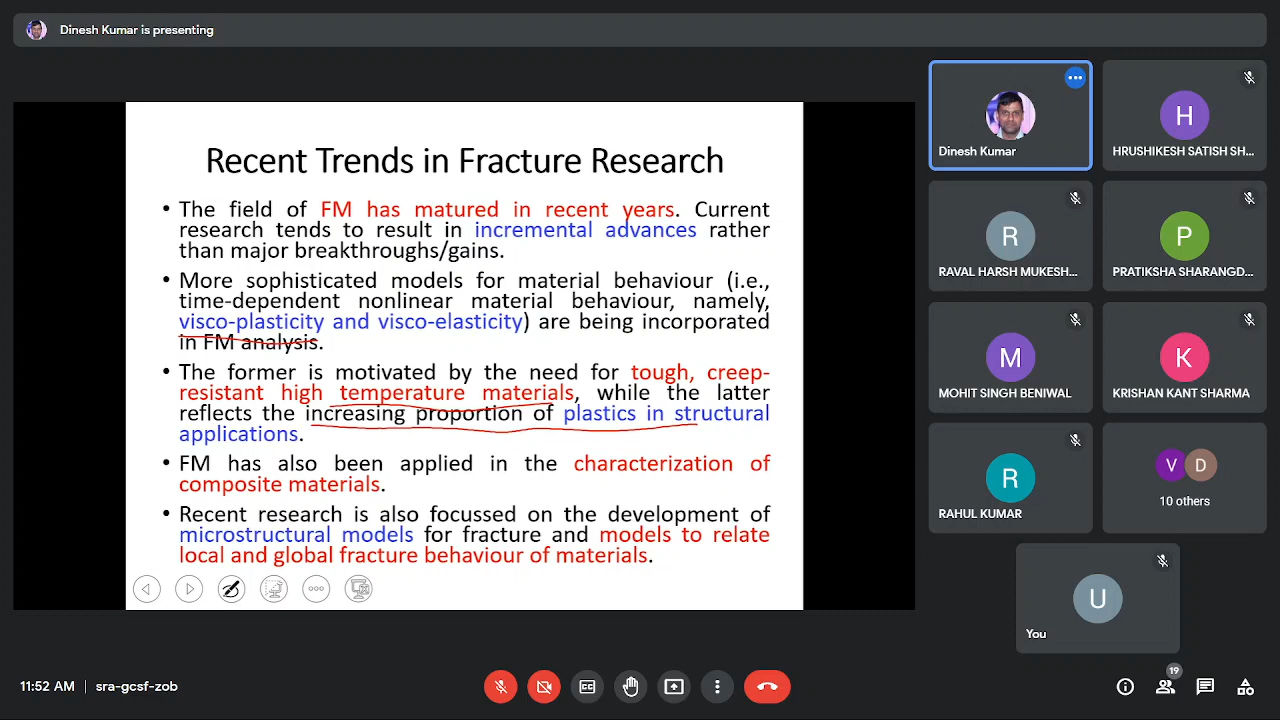 Dinesh Kumar is presenting
Recent Trends in Fracture Research
• The field of FM has matured in recent years. Current
research tends to result in incremental advances rather
than major breakthroughs/gains.
• More sophisticated models for material behaviour (i.e.,
time-dependent nonlinear material behaviour, namely,
visco-plasticity and visco-elasticity) are being incorporated
in FM analysis.
• The former is motivated by the need for tough, creep-
resistant high temperature materials, while the latter
reflects the increasing proportion of plastics in structural
applications.
• FM has also been applied in the characterization of
composite materials.
• Recent research is also focussed on the development of
microstructural models for fracture and models to relate
local and global fracture behaviour of materials.
Dinesh Kumar
H
HRUSHIKESH SATISH SH...
R
RAVAL HARSH MUKESH...
P
PRATIKSHA SHARANGD...
M
MOHIT SINGH BENIWAL
K
KRISHAN KANT SHARMA
R
RAHUL KUMAR
V D
10 others
U
You
11:52 AM | sra-gcsf-zob
CC
19